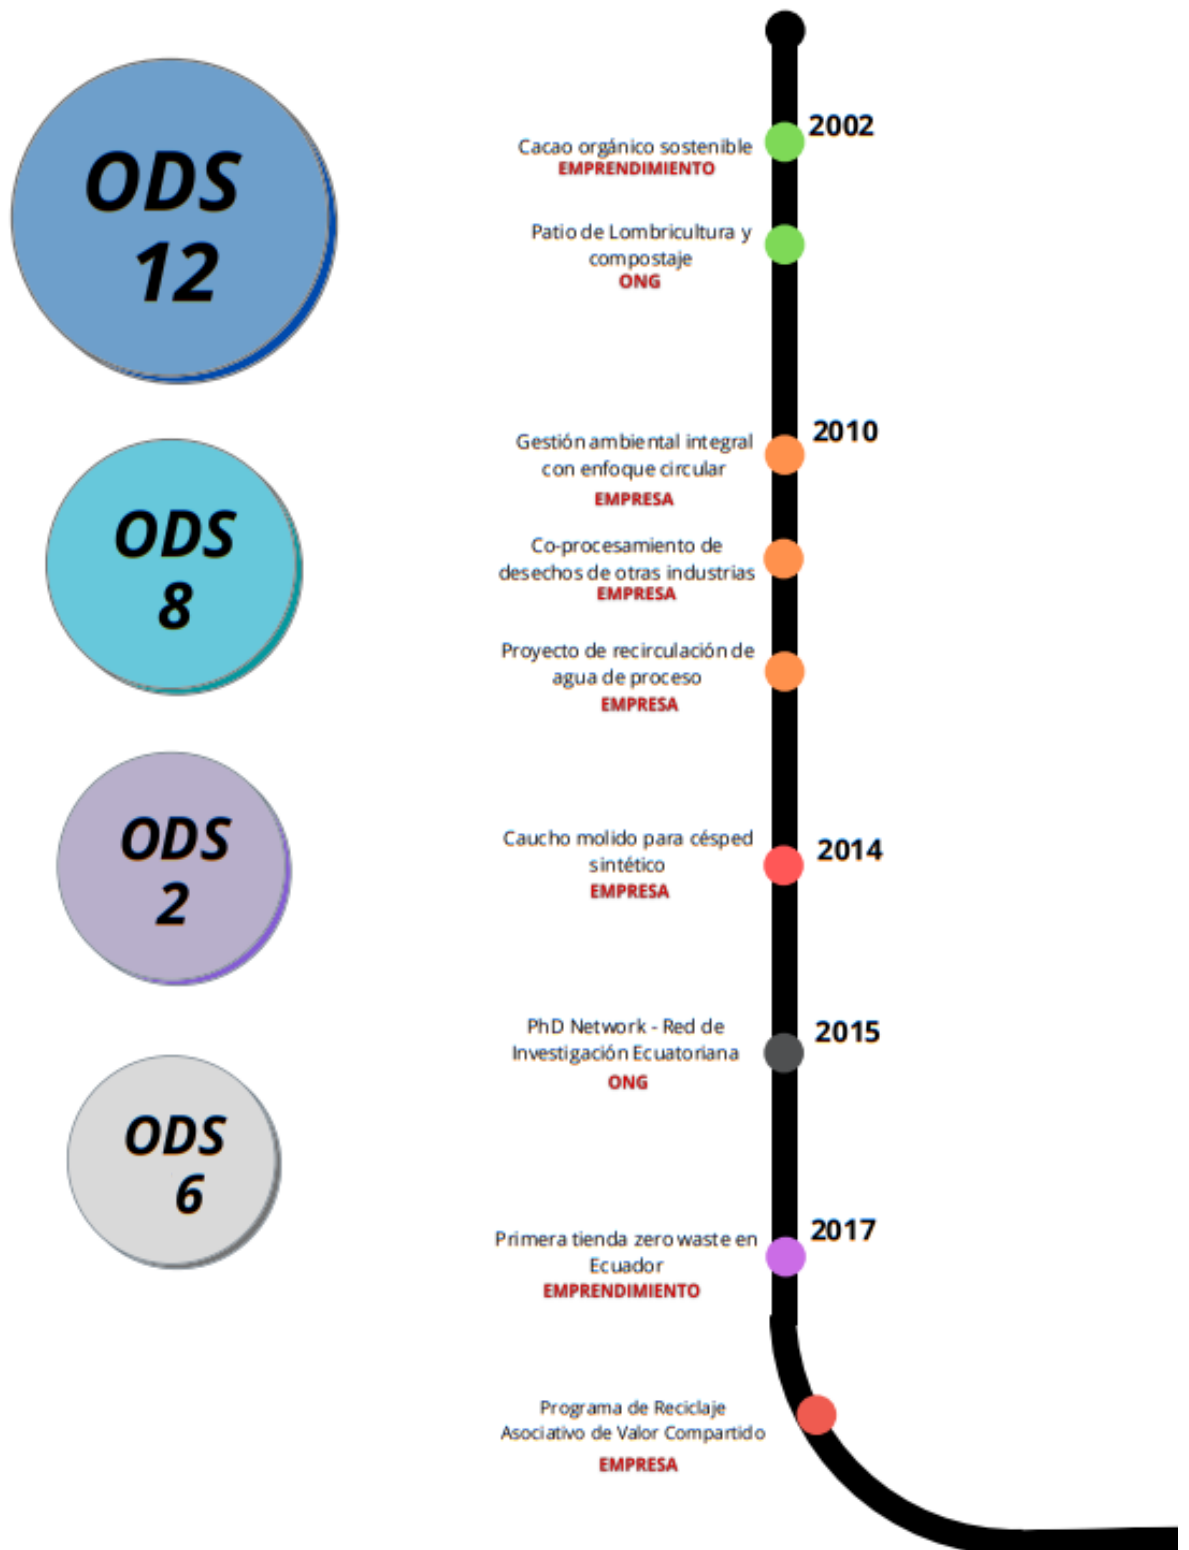 ODS
12
ODS
8
ODS
2
ODS
6
2002
Cacao orgánico sostenible
EMPRENDIMIENTO
Patio de Lombricultura y
compostaje
ONG
2010
Gestión ambiental integral
con enfoque circular
EMPRESA
Co-procesamiento de
desechos de otras industrias
EMPRESA
Proyecto de recirculación de
agua de proceso
EMPRESA
2014
Caucho molido para césped
sintético
EMPRESA
2015
PhD Network - Red de
Investigación Ecuatoriana
ONG
2017
Primera tienda zero waste en
Ecuador
EMPRENDIMIENTO
Programa de Reciclaje
Asociativo de Valor Compartido
EMPRESA